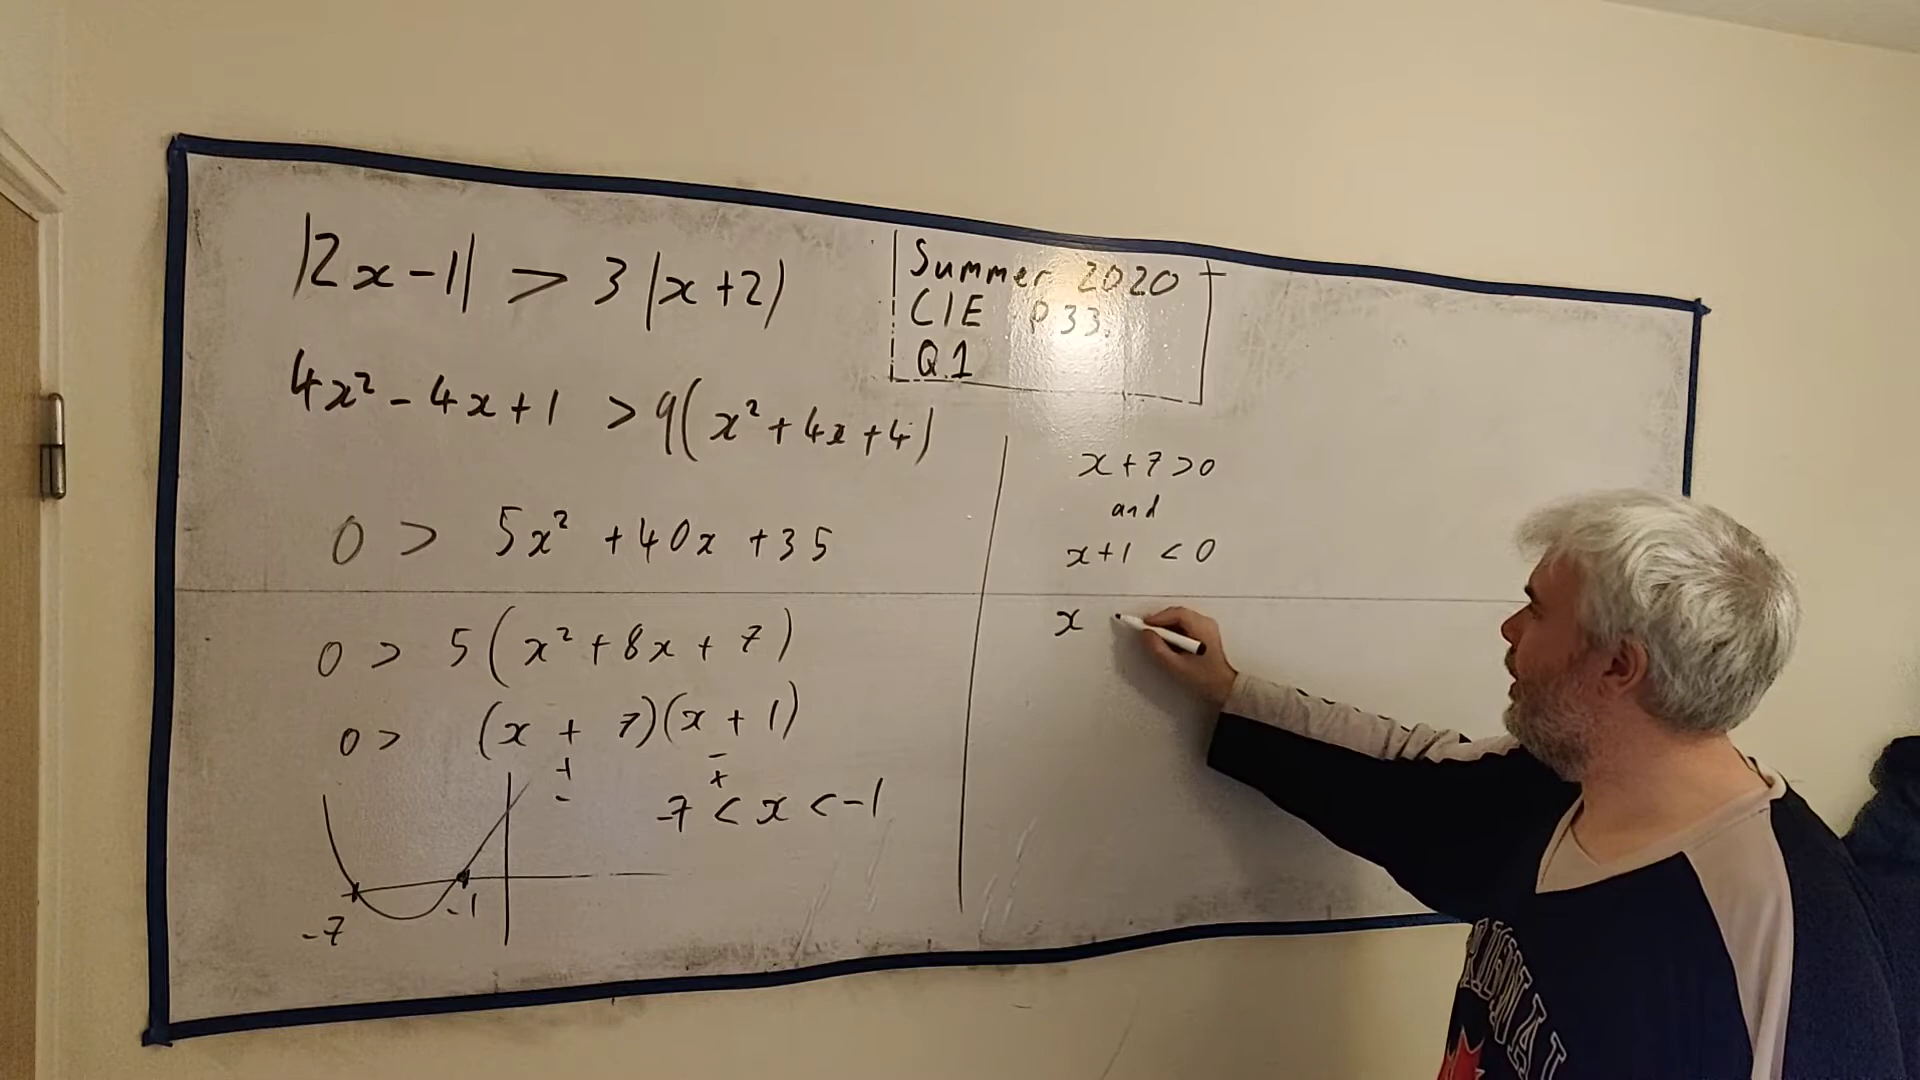 |2x-1| > 3|x+2|
Summer 2020
CIE P33.
Q.1
4x² - 4x + 1 > 9(x² + 4x + 4)
0 > 5x² + 40x + 35
0 > 5(x² + 8x + 7)
0 > (x + 7)(x + 1)
+ -
- +
-7 < x < -1
-7
-1
x + 7 > 0
and
x + 1 < 0
x